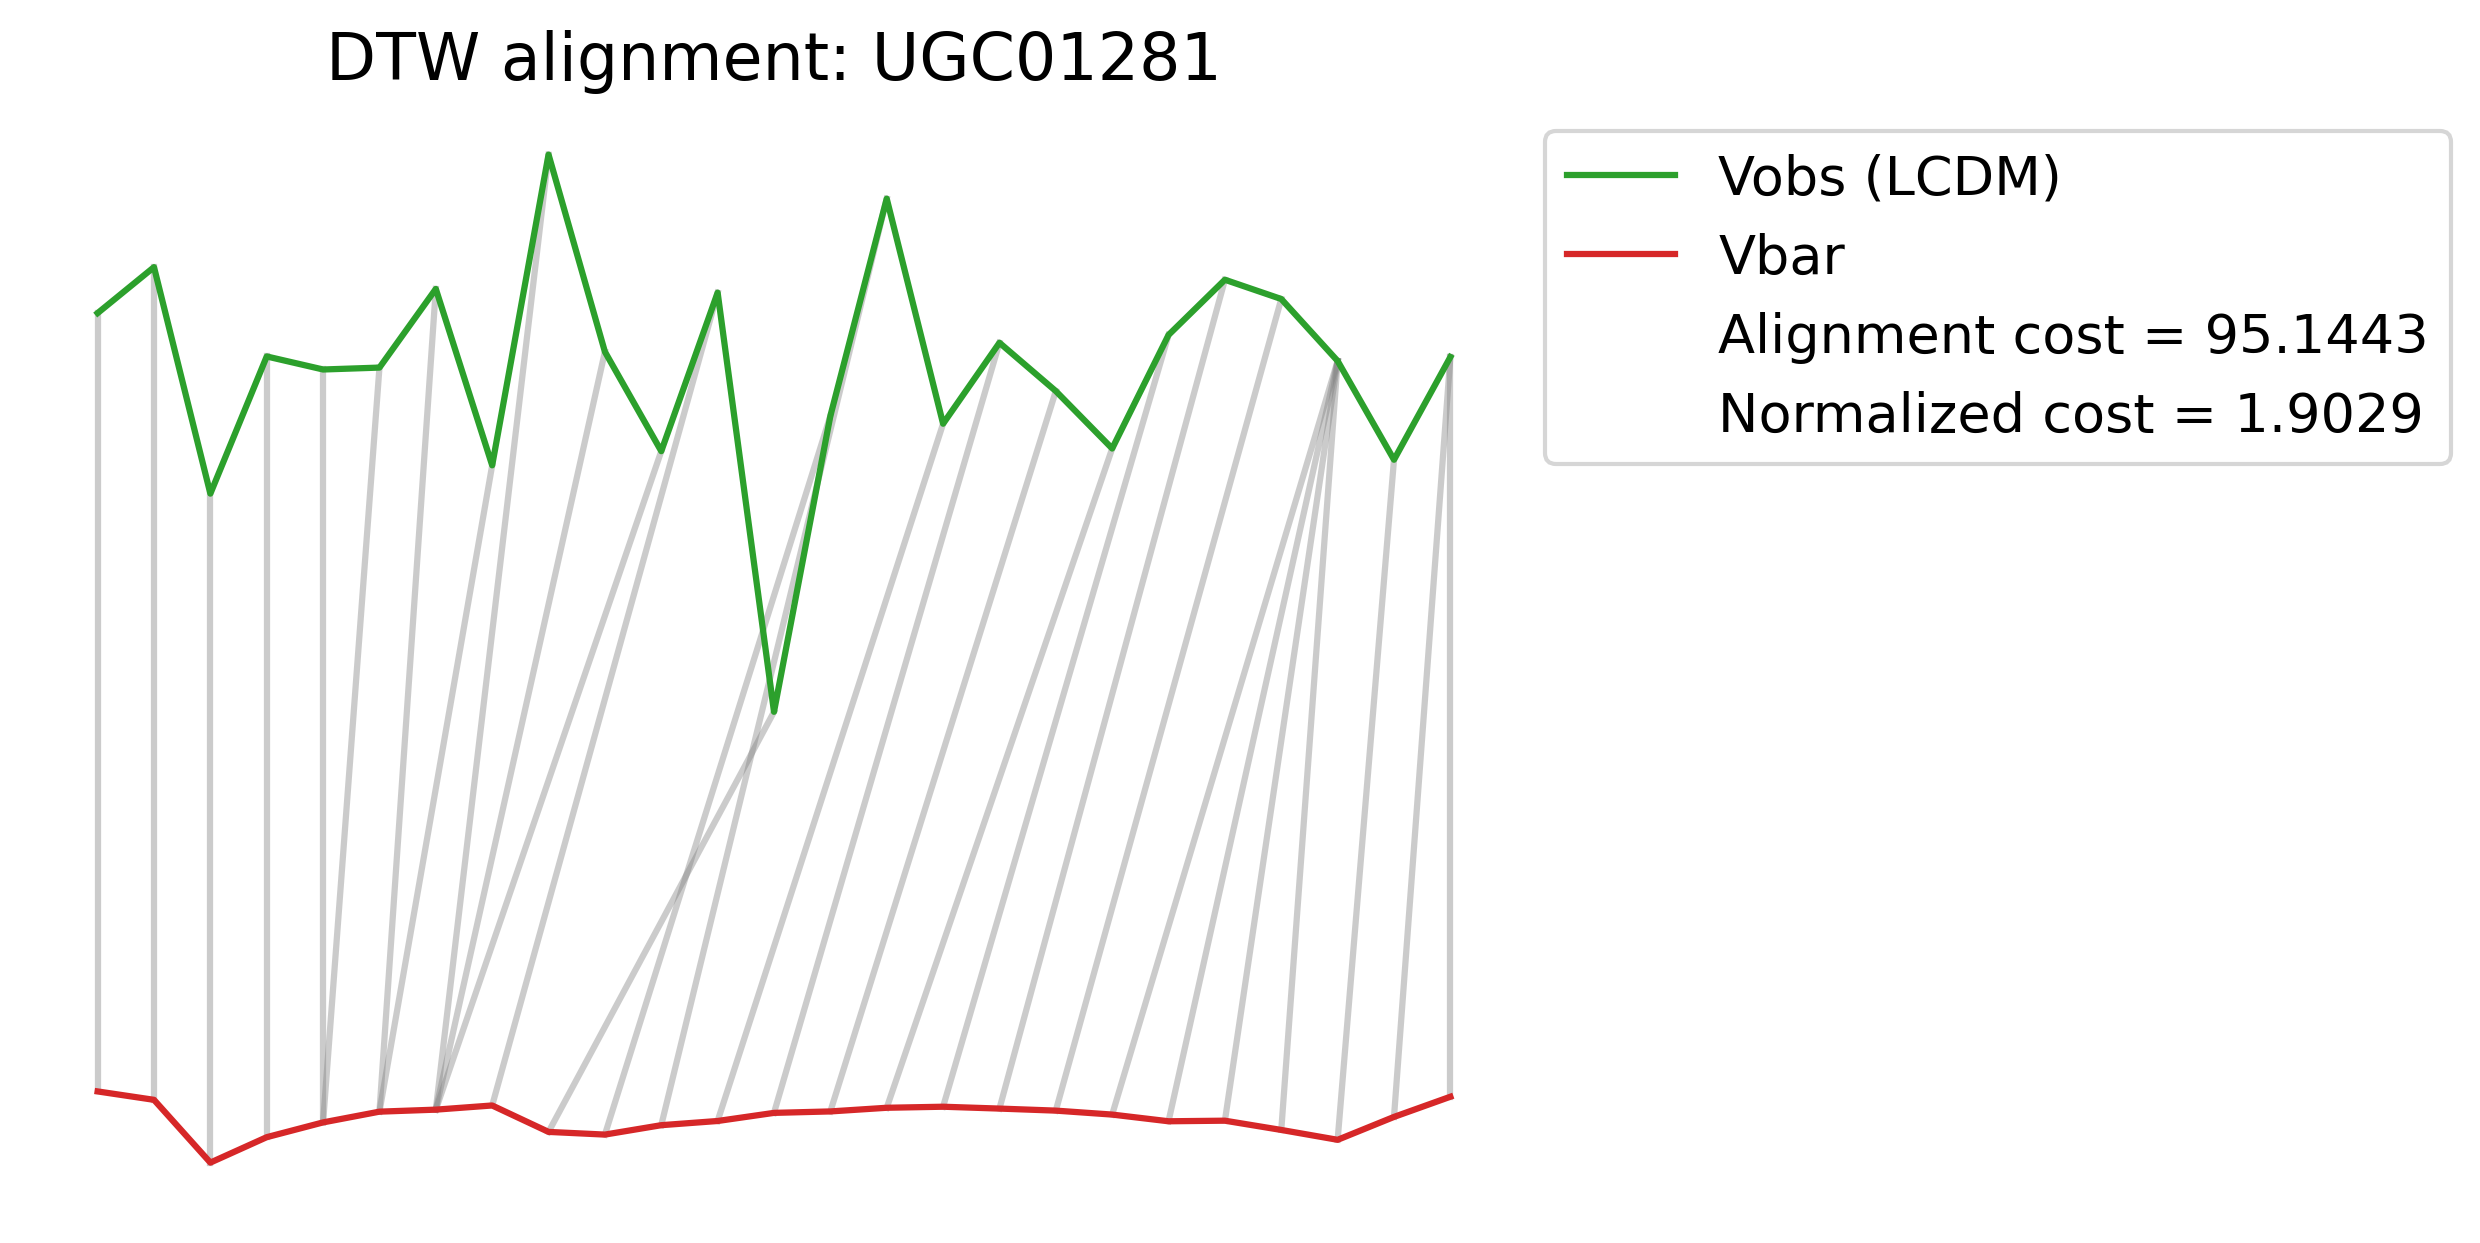 DTW alignment: UGC01281
Vobs (LCDM)
Vbar
Alignment cost = 95.1443
Normalized cost = 1.9029